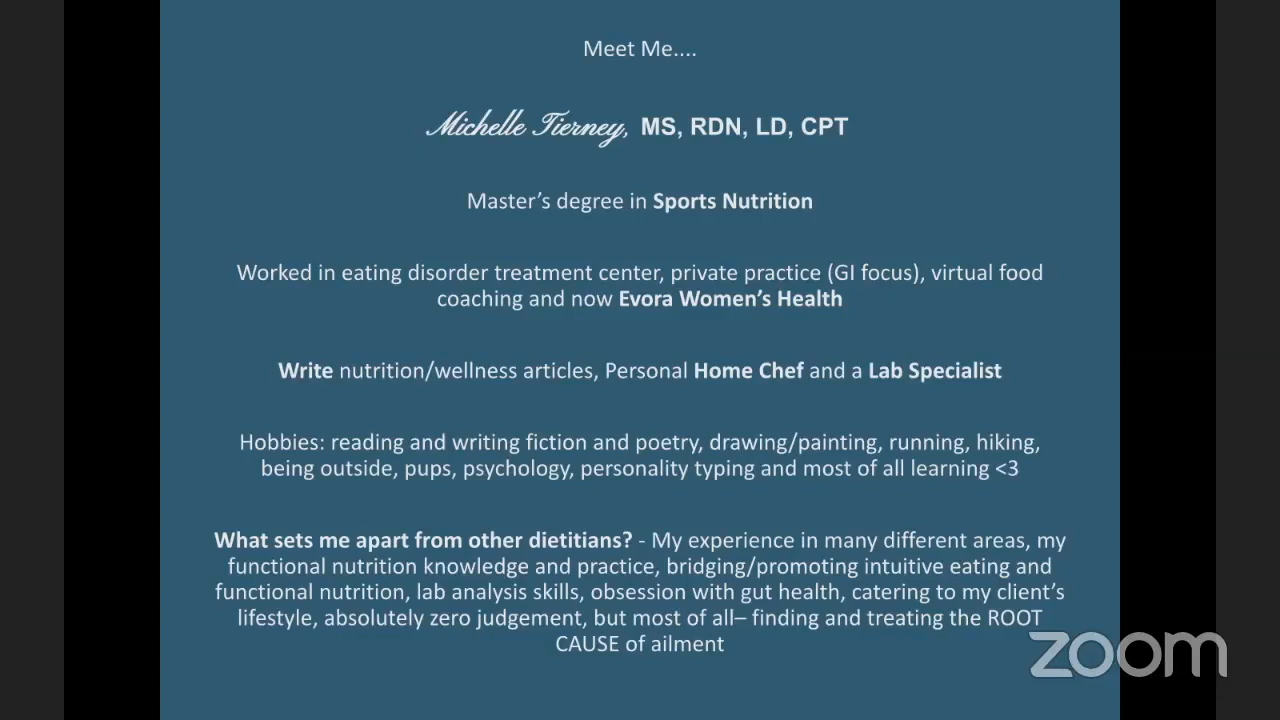 Meet Me....
Michelle Tierney, MS, RDN, LD, CPT
Master’s degree in Sports Nutrition
Worked in eating disorder treatment center, private practice (GI focus), virtual food
coaching and now Evora Women’s Health
Write nutrition/wellness articles, Personal Home Chef and a Lab Specialist
Hobbies: reading and writing fiction and poetry, drawing/painting, running, hiking,
being outside, pups, psychology, personality typing and most of all learning <3
What sets me apart from other dietitians? - My experience in many different areas, my
functional nutrition knowledge and practice, bridging/promoting intuitive eating and
functional nutrition, lab analysis skills, obsession with gut health, catering to my client’s
lifestyle, absolutely zero judgement, but most of all– finding and treating the ROOT
CAUSE of ailment
zoom